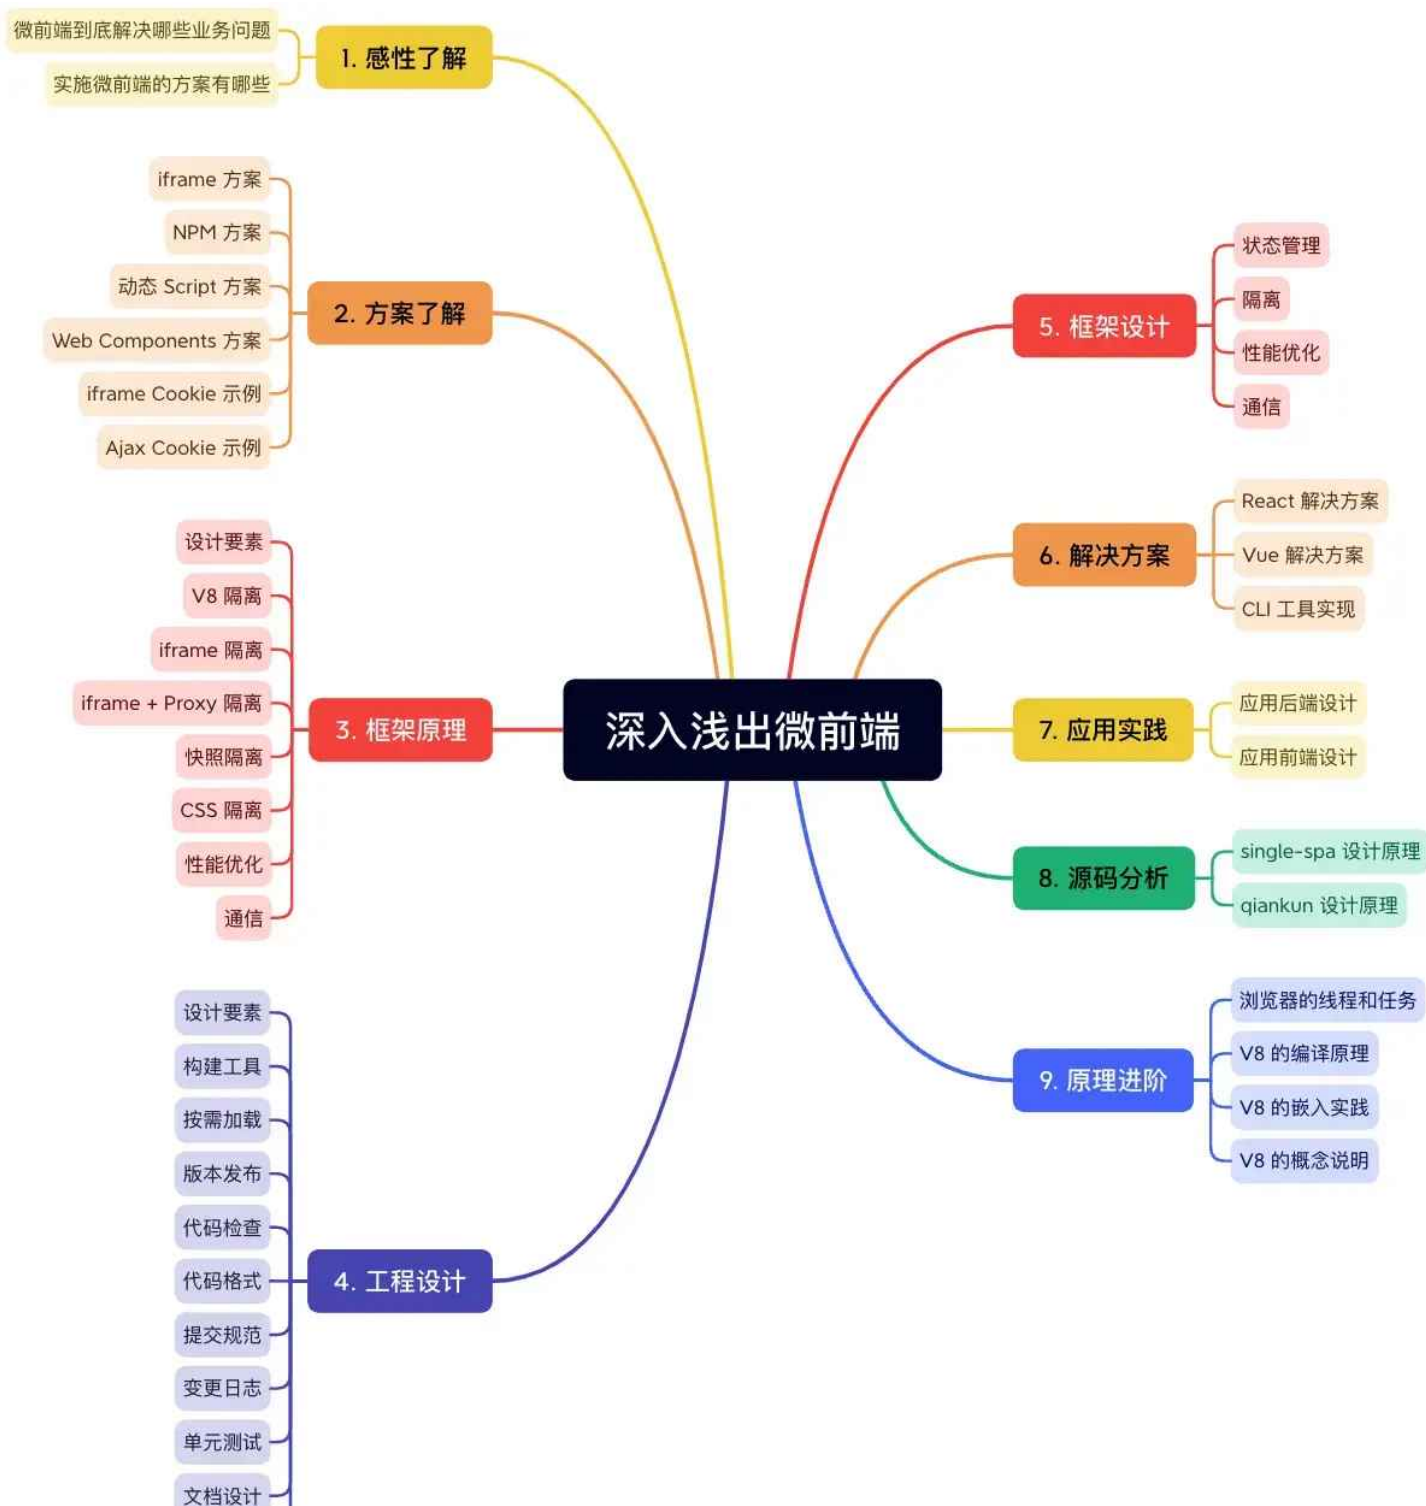 深入浅出微前端
1. 感性了解
微前端到底解决哪些业务问题
实施微前端的方案有哪些
2. 方案了解
iframe 方案
NPM 方案
动态 Script 方案
Web Components 方案
iframe Cookie 示例
Ajax Cookie 示例
3. 框架原理
设计要素
V8 隔离
iframe 隔离
iframe + Proxy 隔离
快照隔离
CSS 隔离
性能优化
通信
4. 工程设计
设计要素
构建工具
按需加载
版本发布
代码检查
代码格式
提交规范
变更日志
单元测试
文档设计
5. 框架设计
状态管理
隔离
性能优化
通信
6. 解决方案
React 解决方案
Vue 解决方案
CLI 工具实现
7. 应用实践
应用后端设计
应用前端设计
8. 源码分析
single-spa 设计原理
qiankun 设计原理
9. 原理进阶
浏览器的线程和任务
V8 的编译原理
V8 的嵌入实践
V8 的概念说明